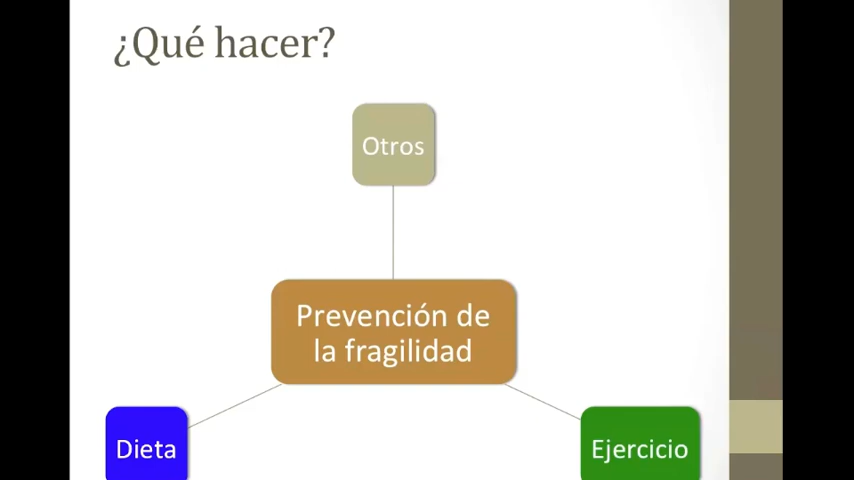 ¿Qué hacer?
Otros
Prevención de
la fragilidad
Dieta
Ejercicio